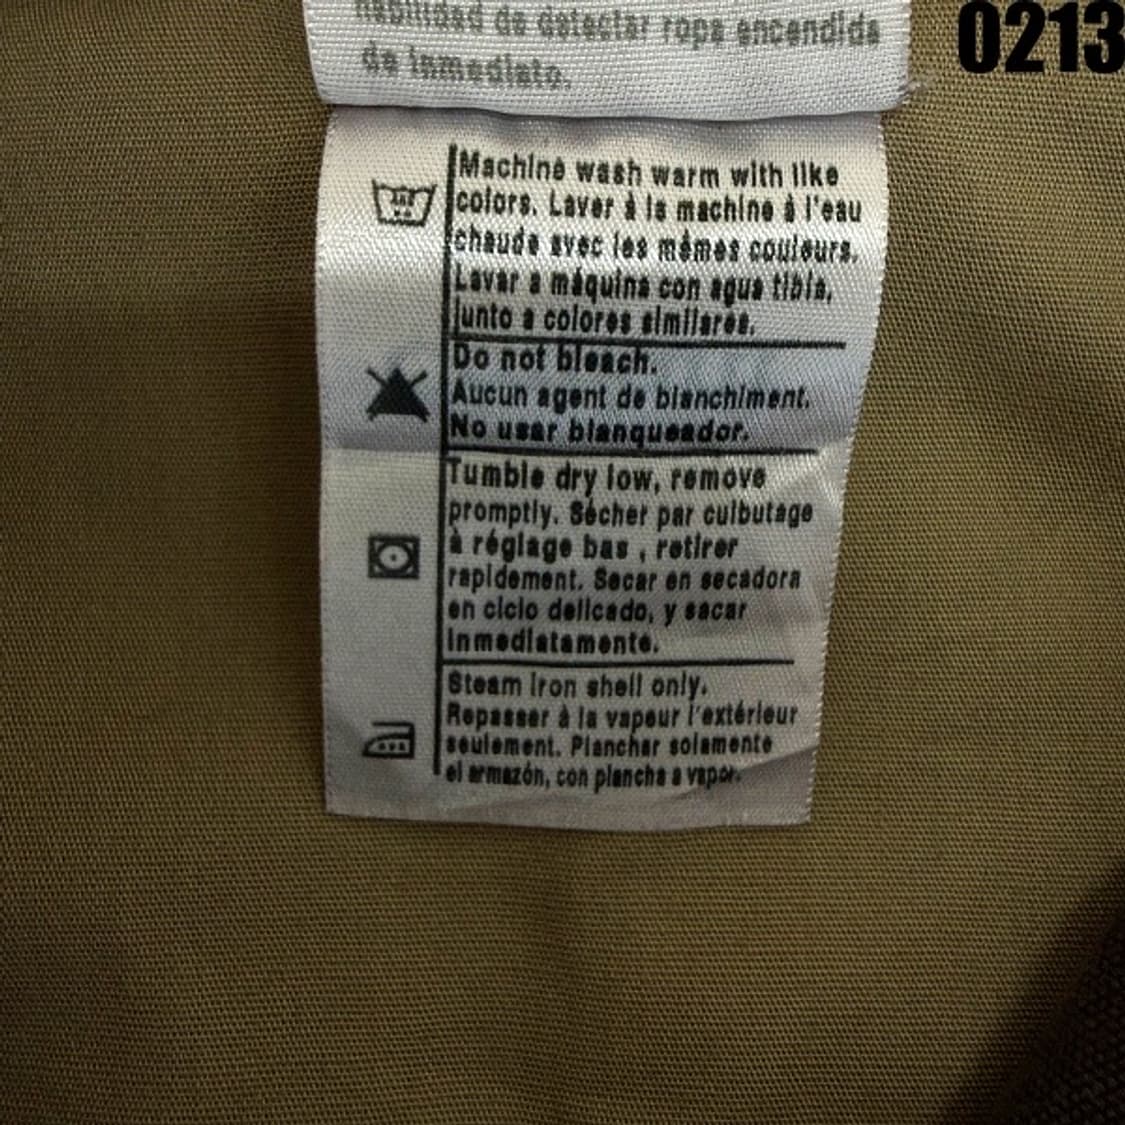 habilidad de detectar ropa encendida
de inmediato.
0213
Machine wash warm with like
colors. Laver à la machine à l'eau
chaude avec les mêmes couleurs.
Lavar a máquina con agua tibia,
junto a colores similares.
Do not bleach.
Aucun agent de blanchiment.
No usar blanqueador.
Tumble dry low, remove
promptly. Sécher par culbutage
à réglage bas , retirer
rapidement. Secar en secadora
en ciclo delicado, y sacar
inmediatamente.
Steam iron shell only.
Repasser à la vapeur l'extérieur
seulement. Planchar solamente
el armazón, con plancha a vapor.